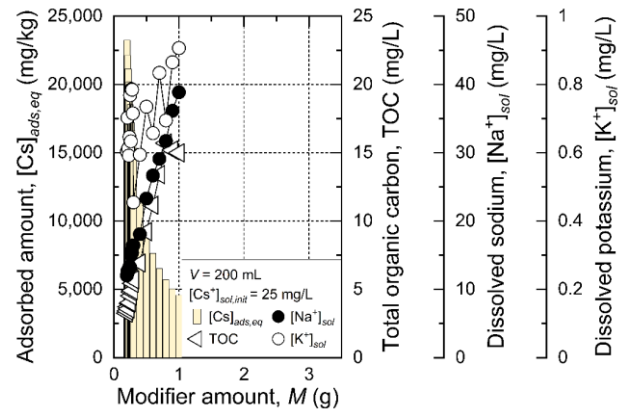 Adsorbed amount, [Cs]ads,eq (mg/kg)
25,000
20,000
15,000
10,000
5,000
0
0 1 2 3
Modifier amount, M (g)
V = 200 mL
[Cs⁺]sol,init = 25 mg/L
[Cs]ads,eq [Na⁺]sol
TOC [K⁺]sol
25
20
15
10
5
0
Total organic carbon, TOC (mg/L)
50
40
30
20
10
0
Dissolved sodium, [Na⁺]sol (mg/L)
1
0.8
0.6
0.4
0.2
0
Dissolved potassium, [K⁺]sol (mg/L)